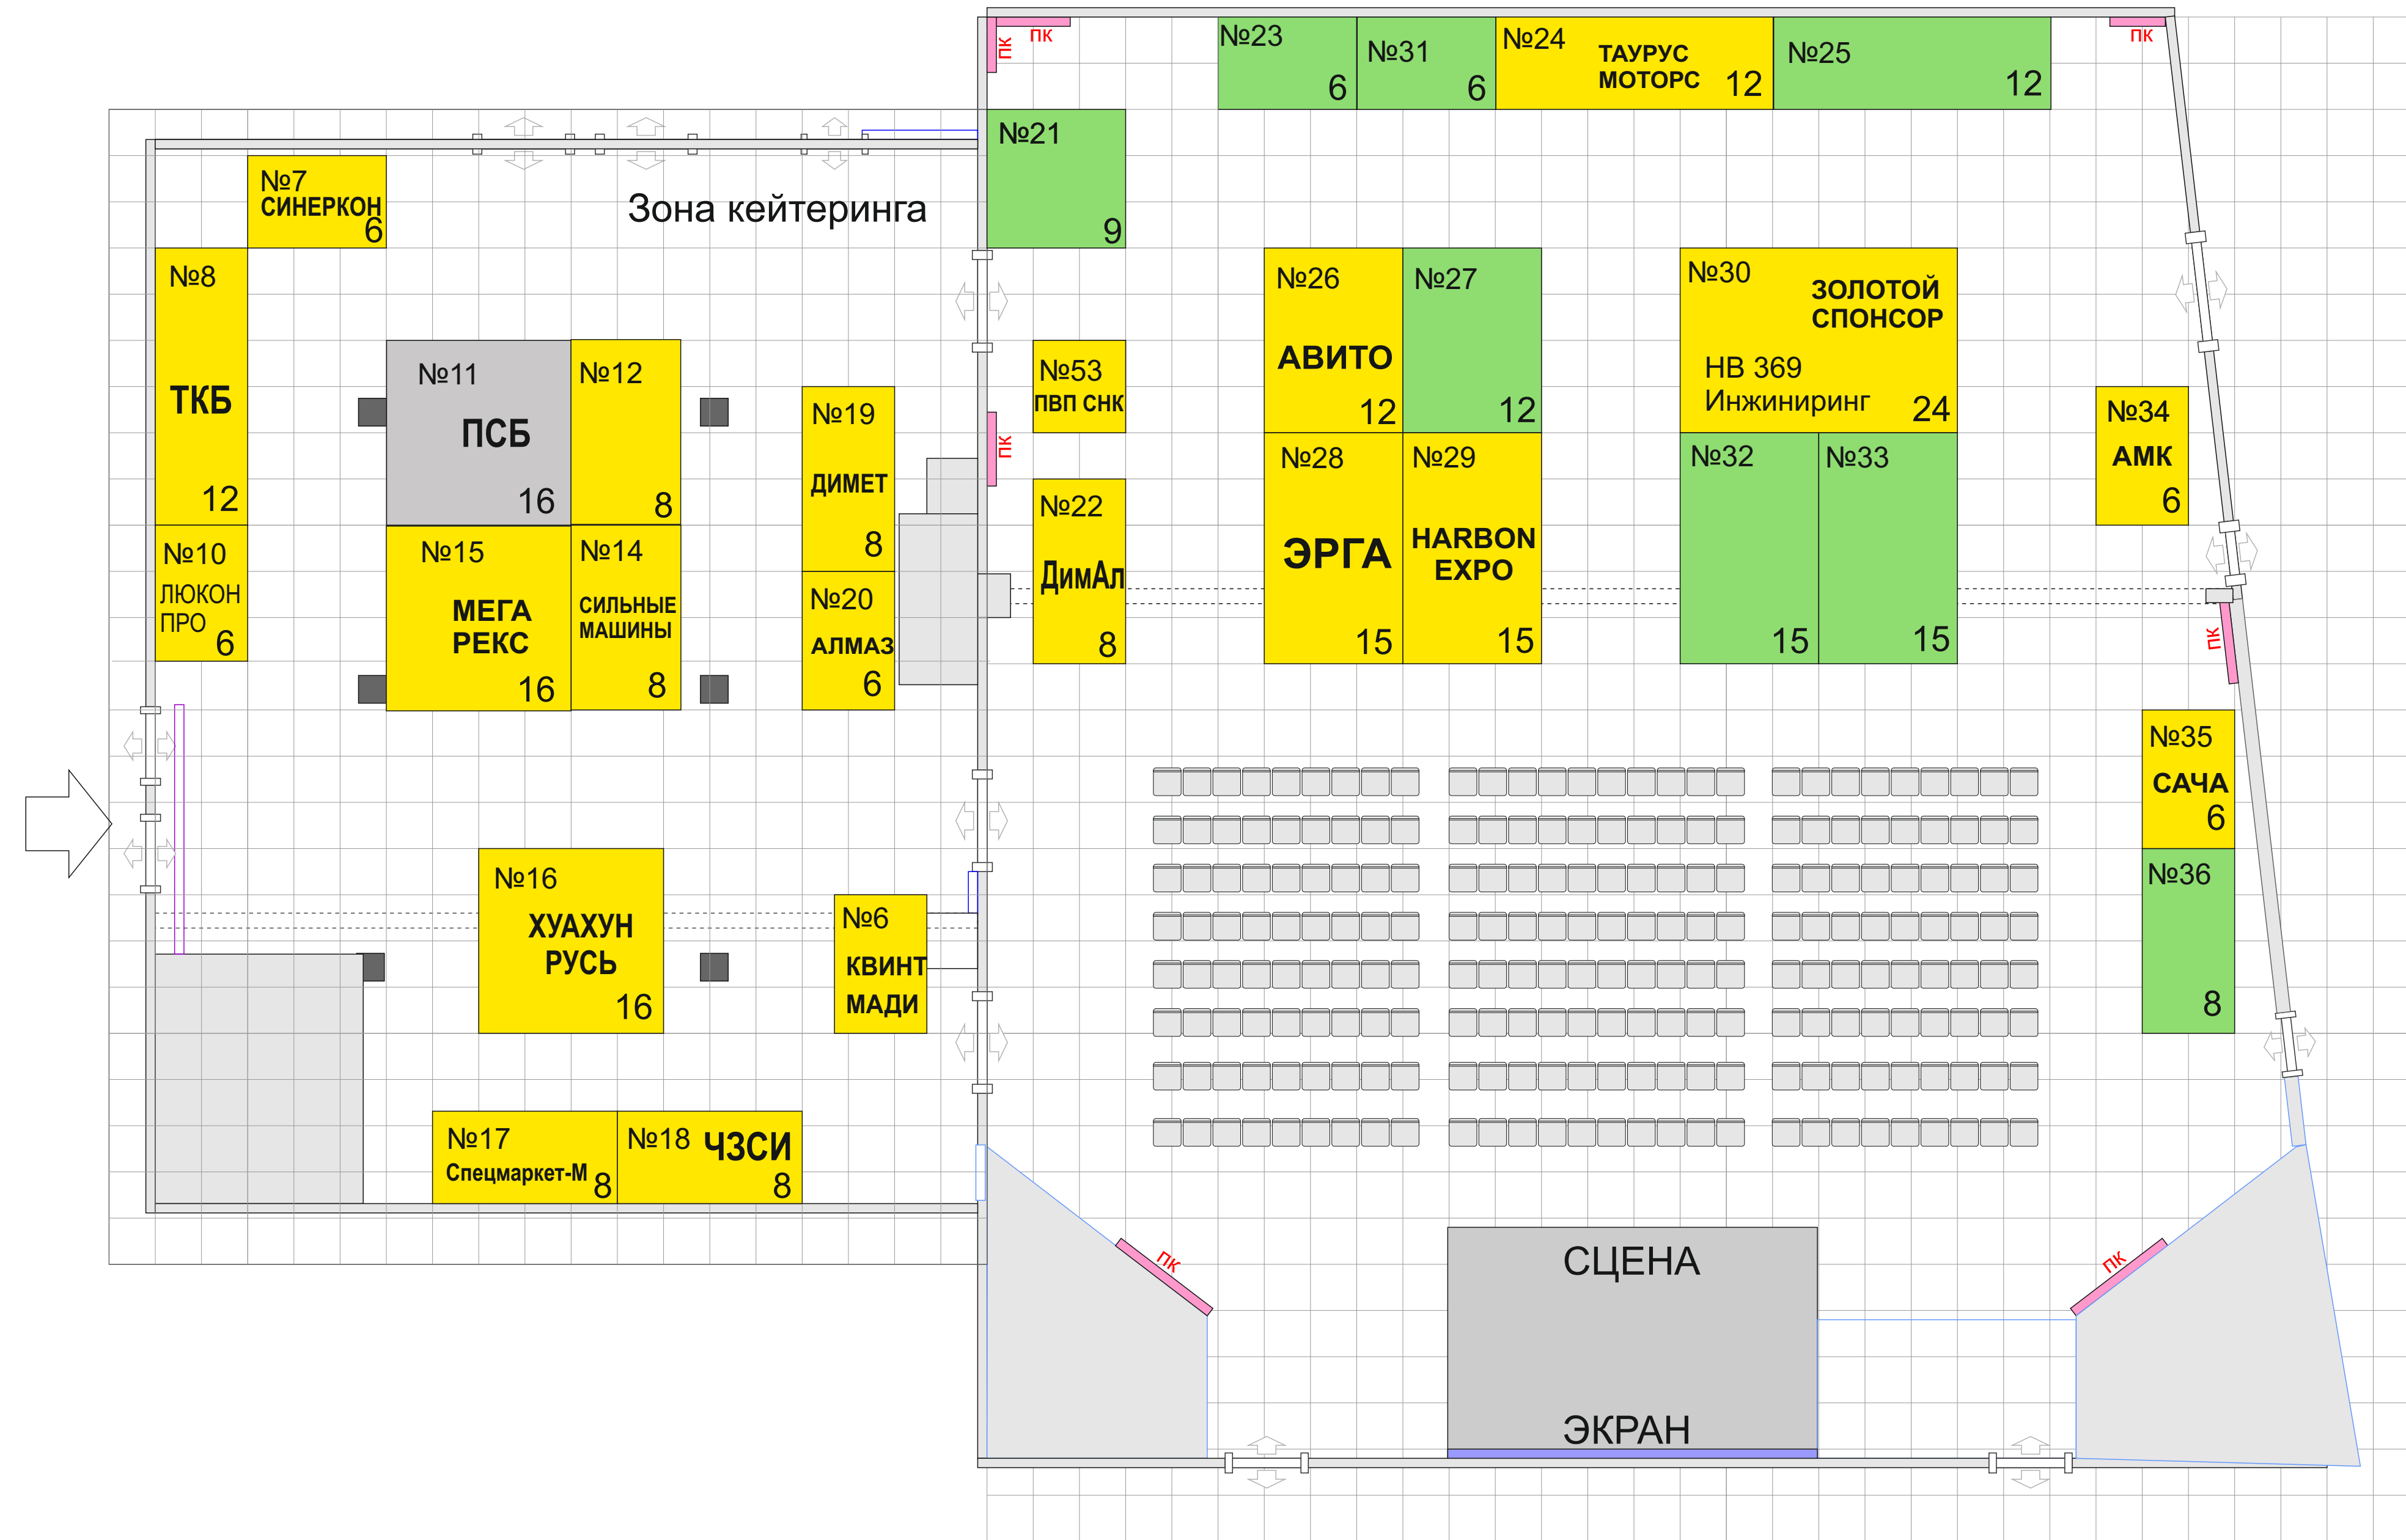 ПК
ПК
№23
6
№31
6
№24
ТАУРУС
МОТОРС
12
№25
12
ПК
№21
9
№7
СИНЕРКОН
6
Зона кейтеринга
№8
ТКБ
12
№10
ЛЮКОН
ПРО
6
№11
ПСБ
16
№12
8
№15
МЕГА
РЕКС
16
№14
СИЛЬНЫЕ
МАШИНЫ
8
№19
ДИМЕТ
8
№20
АЛМАЗ
6
ПК
№53
ПВП СНК
№22
ДимАл
8
№26
АВИТО
12
№27
12
№28
ЭРГА
15
№29
HARBON
EXPO
15
№30
ЗОЛОТОЙ
СПОНСОР
НВ 369
Инжиниринг
24
№32
15
№33
15
№34
АМК
6
ПК
№35
САЧА
6
№36
8
№16
ХУАХУН
РУСЬ
16
№6
КВИНТ
МАДИ
№17
Спецмаркет-М
8
№18
ЧЗСИ
8
ПК
СЦЕНА
ЭКРАН
ПК